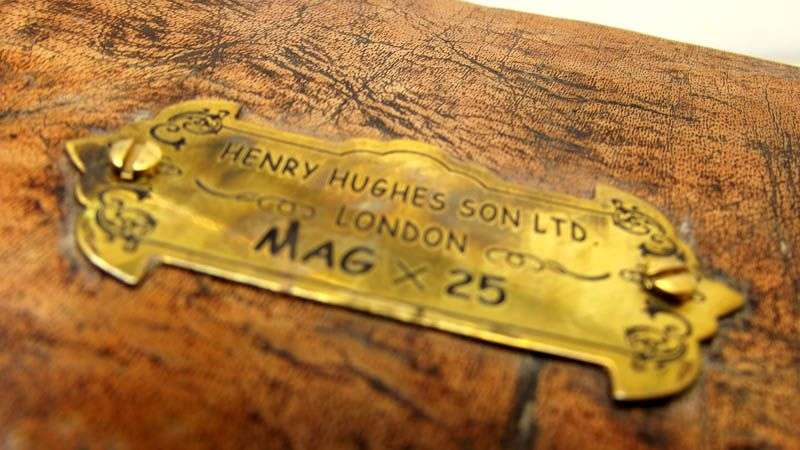 HENRY HUGHES SON LTD.
LONDON
MAG × 25